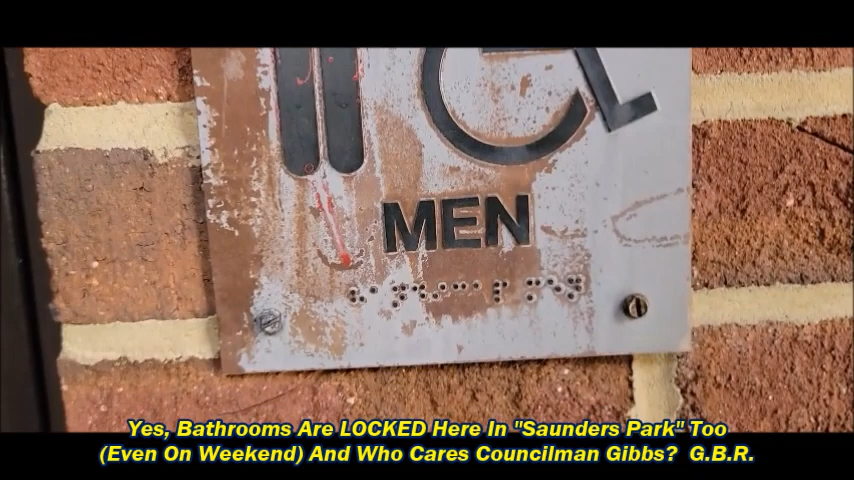 MEN
Yes, Bathrooms Are LOCKED Here In "Saunders Park" Too
(Even On Weekend) And Who Cares Councilman Gibbs?  G.B.R.